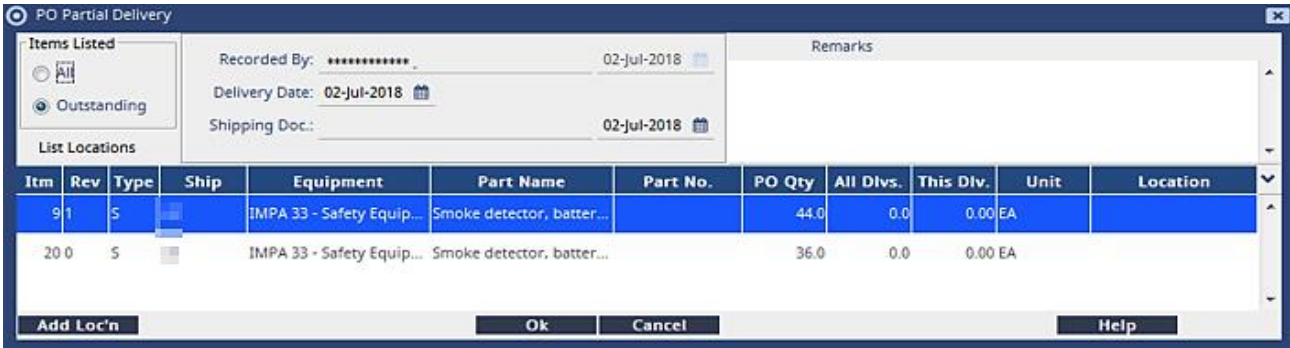 PO Partial Delivery
Items Listed
All
Outstanding
List Locations
Recorded By: ************ 02-Jul-2018
Delivery Date: 02-Jul-2018
Shipping Doc.: 02-Jul-2018
Remarks
Itm Rev Type Ship Equipment Part Name Part No. PO Qty All Dlvs. This Dlv. Unit Location
9 1 S IMPA 33 - Safety Equip... Smoke detector, batter... 44.0 0.0 0.00 EA
20 0 S IMPA 33 - Safety Equip... Smoke detector, batter... 36.0 0.0 0.00 EA
Add Loc'n Ok Cancel Help